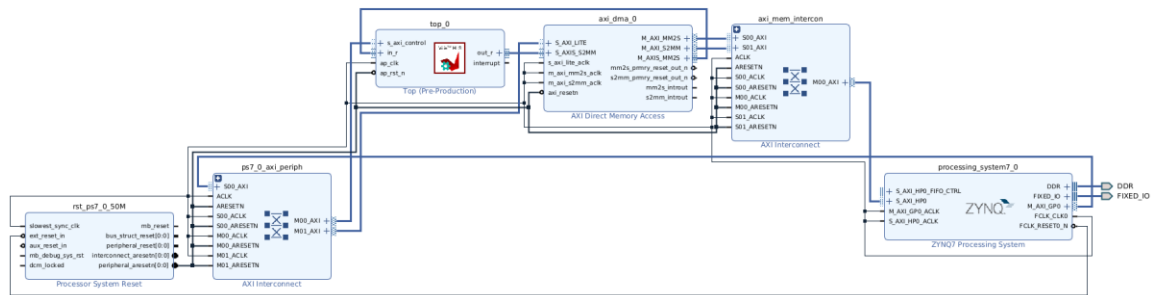 top_0
s_axi_control
in_r
ap_clk
ap_rst_n
out_r
interrupt
Top (Pre-Production)
axi_dma_0
S_AXI_LITE
S_AXIS_S2MM
s_axi_lite_aclk
m_axi_mm2s_aclk
m_axi_s2mm_aclk
axi_resetn
M_AXI_MM2S
M_AXI_S2MM
M_AXIS_MM2S
mm2s_prmry_reset_out_n
s2mm_prmry_reset_out_n
mm2s_introut
s2mm_introut
AXI Direct Memory Access
axi_mem_intercon
S00_AXI
S01_AXI
ACLK
ARESETN
S00_ACLK
S00_ARESETN
M00_ACLK
M00_ARESETN
S01_ACLK
S01_ARESETN
M00_AXI
AXI Interconnect
rst_ps7_0_50M
slowest_sync_clk
ext_reset_in
aux_reset_in
mb_debug_sys_rst
dcm_locked
mb_reset
bus_struct_reset[0:0]
peripheral_reset[0:0]
interconnect_aresetn[0:0]
peripheral_aresetn[0:0]
Processor System Reset
ps7_0_axi_periph
S00_AXI
ACLK
ARESETN
S00_ACLK
S00_ARESETN
M00_ACLK
M00_ARESETN
M01_ACLK
M01_ARESETN
M00_AXI
M01_AXI
AXI Interconnect
processing_system7_0
S_AXI_HP0_FIFO_CTRL
S_AXI_HP0
M_AXI_GP0_ACLK
S_AXI_HP0_ACLK
ZYNQ
DDR
FIXED_IO
M_AXI_GP0
FCLK_CLK0
FCLK_RESET0_N
ZYNQ7 Processing System
DDR
FIXED_IO